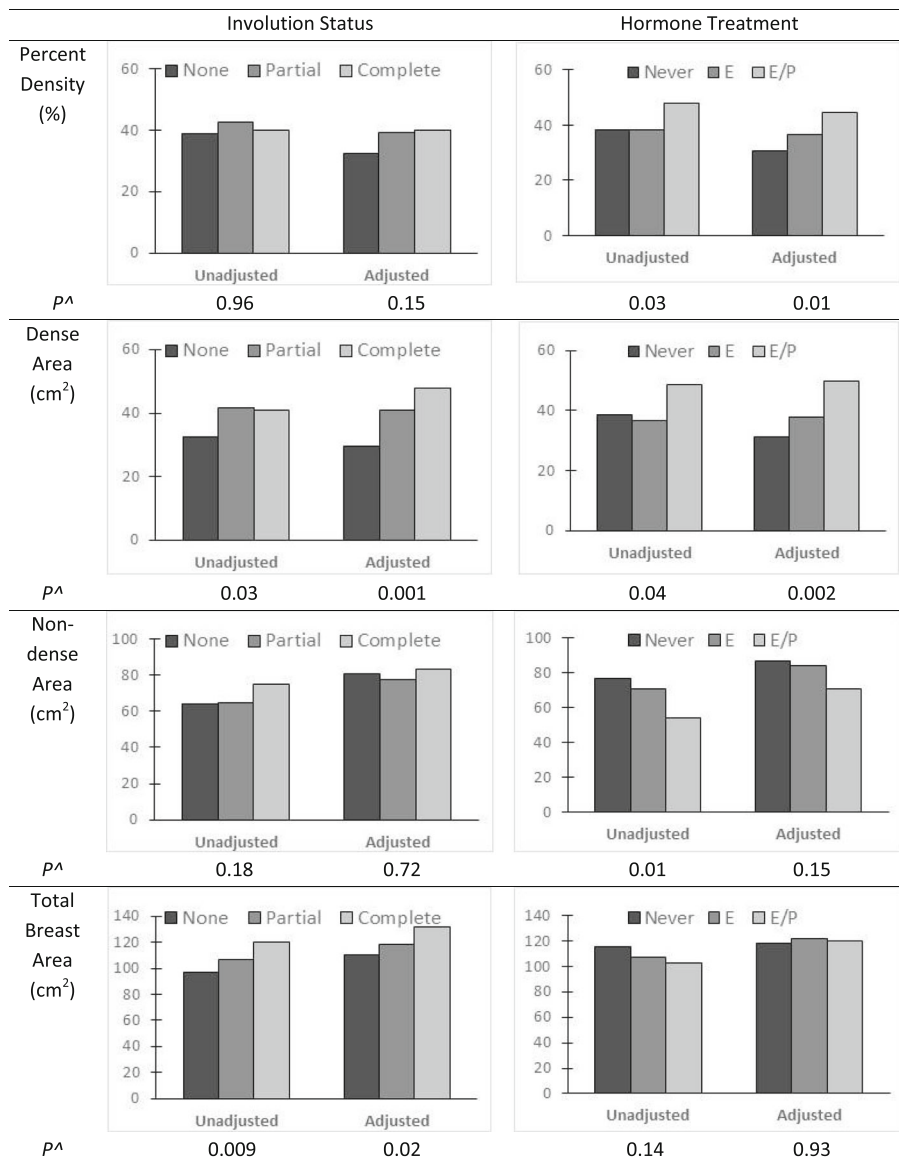 Involution Status Hormone Treatment
Percent
Density
(%)
None Partial Complete
60
40
20
0
Unadjusted Adjusted
Never E E/P
60
40
20
0
Unadjusted Adjusted
P^ 0.96 0.15 0.03 0.01
Dense
Area
(cm²)
None Partial Complete
60
40
20
0
Unadjusted Adjusted
Never E E/P
60
40
20
0
Unadjusted Adjusted
P^ 0.03 0.001 0.04 0.002
Non-
dense
Area
(cm²)
None Partial Complete
100
80
60
40
20
0
Unadjusted Adjusted
Never E E/P
100
80
60
40
20
0
Unadjusted Adjusted
P^ 0.18 0.72 0.01 0.15
Total
Breast
Area
(cm²)
None Partial Complete
140
120
100
80
60
40
20
0
Unadjusted Adjusted
Never E E/P
140
120
100
80
60
40
20
0
Unadjusted Adjusted
P^ 0.009 0.02 0.14 0.93